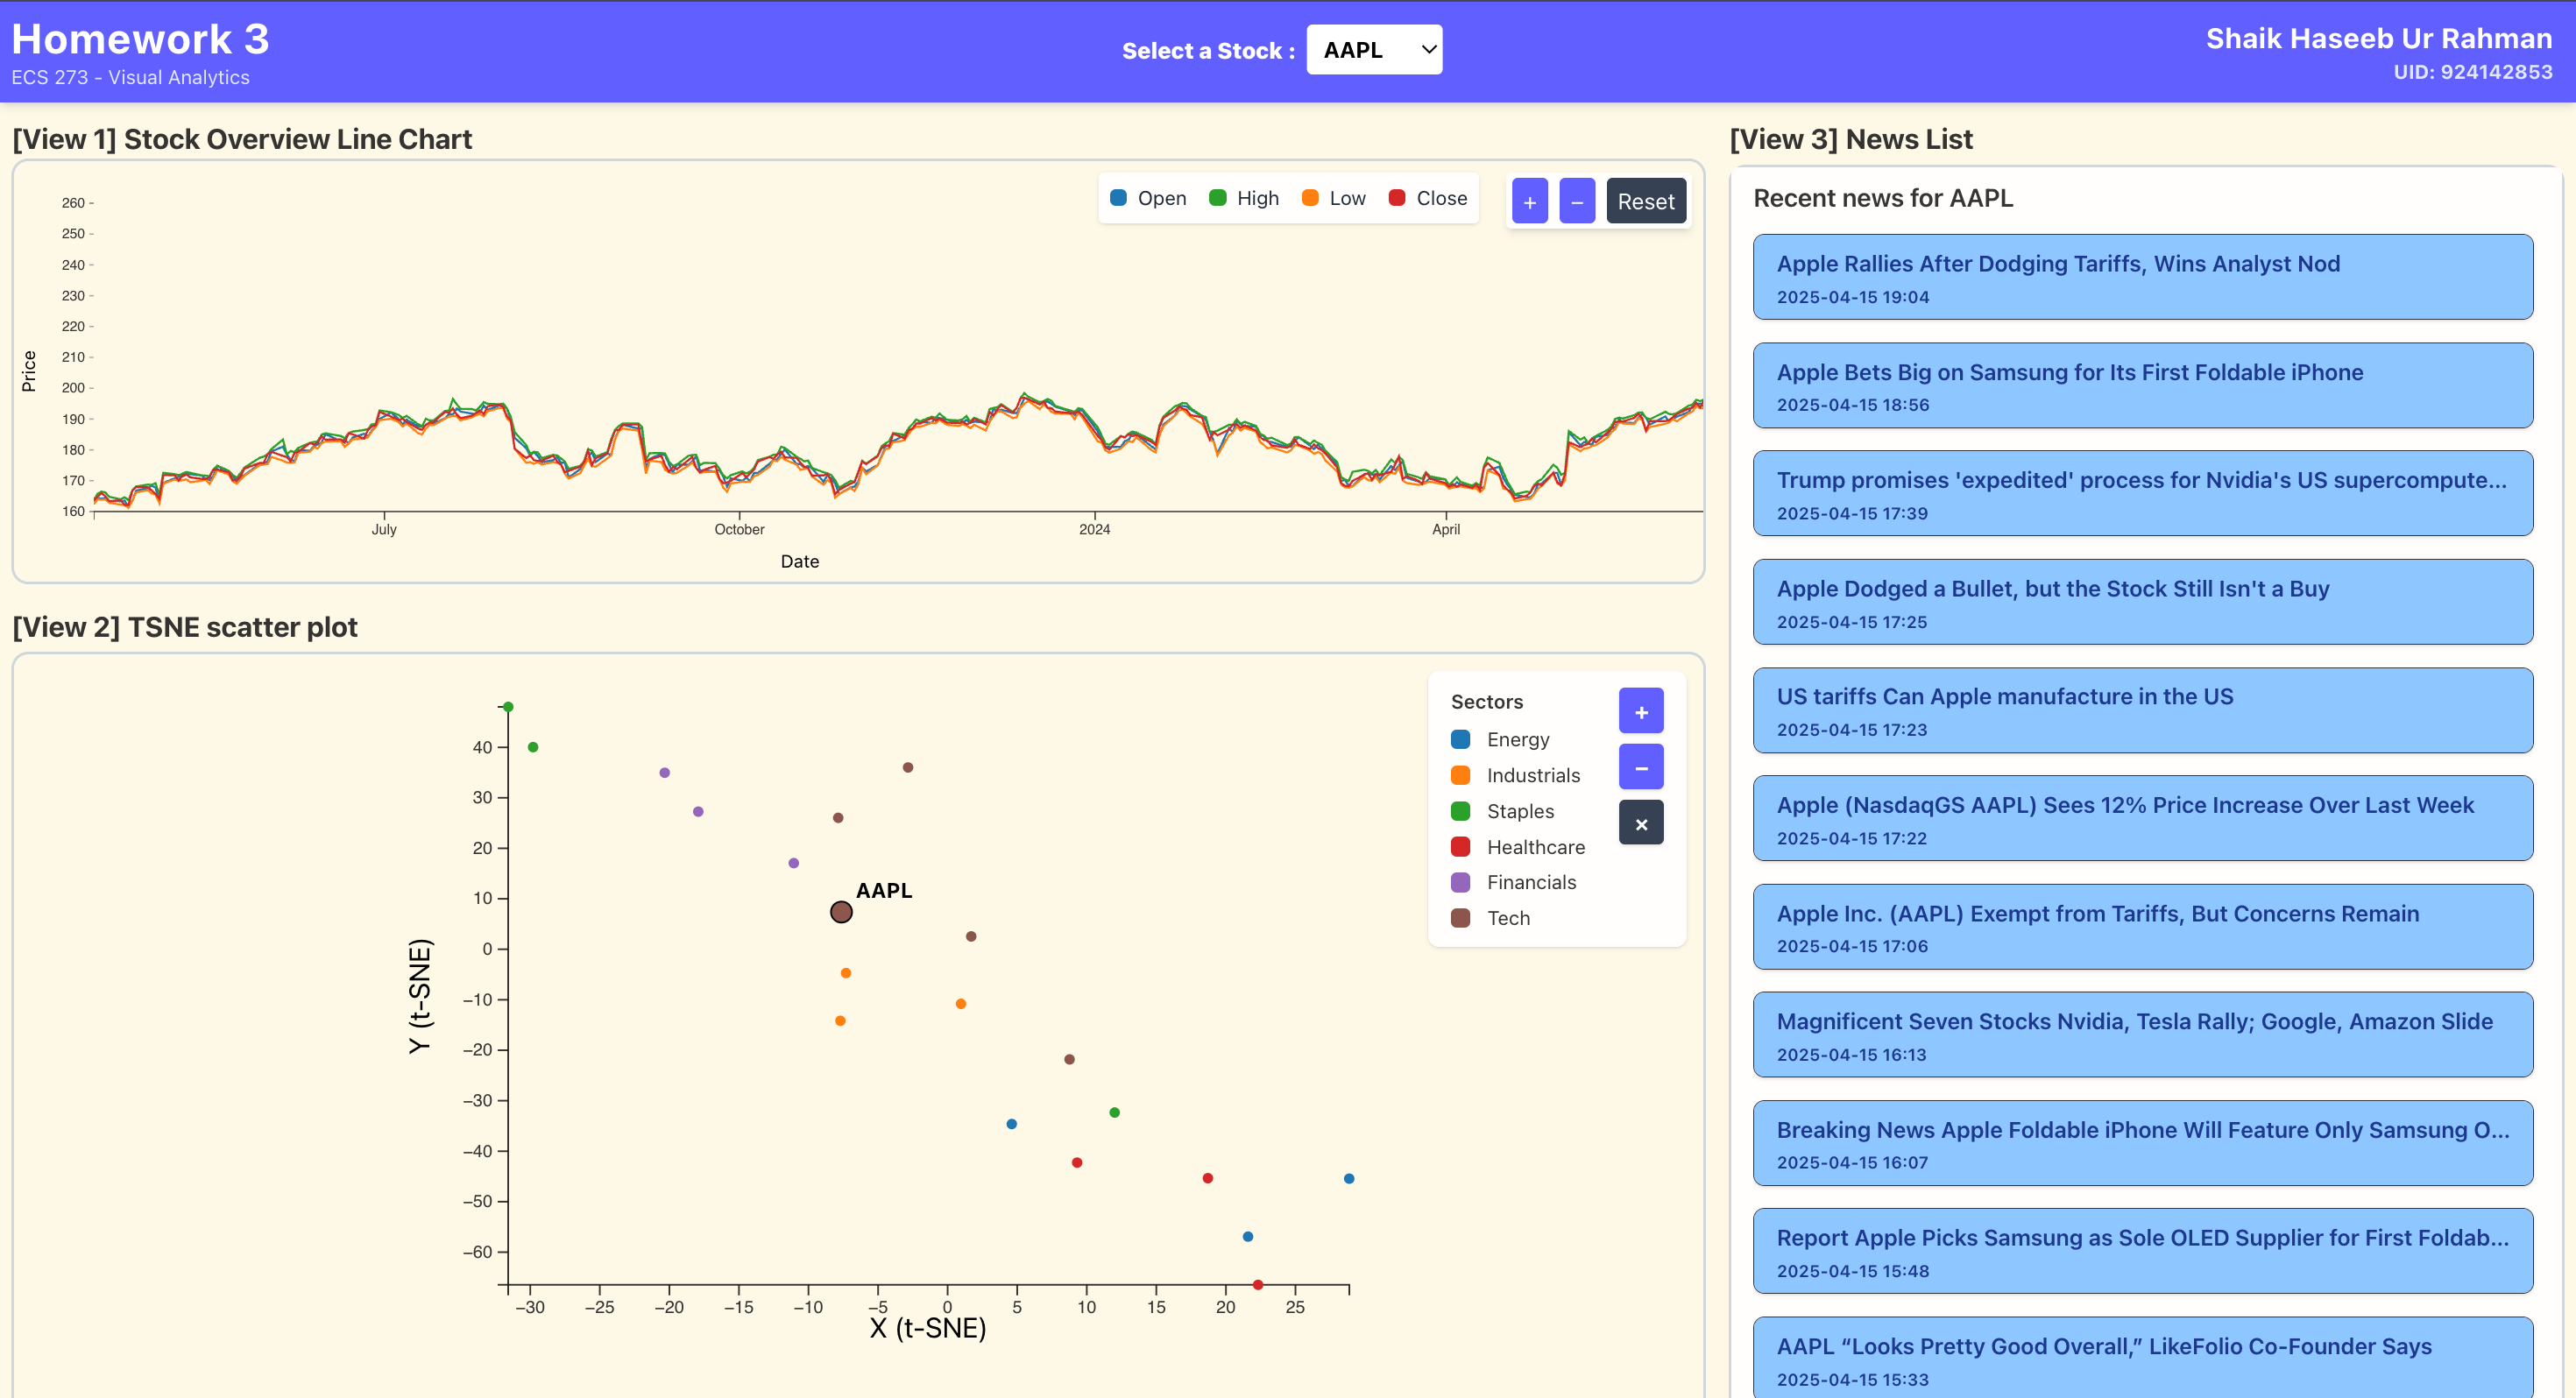 Homework 3
ECS 273 - Visual Analytics
Select a Stock :
AAPL
Shaik Haseeb Ur Rahman
UID: 924142853
[View 1] Stock Overview Line Chart
Open
High
Low
Close
+
−
Reset
260
250
240
230
220
210
200
190
180
170
160
Price
July
October
2024
April
Date
[View 2] TSNE scatter plot
Sectors
Energy
Industrials
Staples
Healthcare
Financials
Tech
+
−
×
40
30
20
10
0
−10
−20
−30
−40
−50
−60
Y (t-SNE)
AAPL
−30
−25
−20
−15
−10
−5
0
5
10
15
20
25
X (t-SNE)
[View 3] News List
Recent news for AAPL
Apple Rallies After Dodging Tariffs, Wins Analyst Nod
2025-04-15 19:04
Apple Bets Big on Samsung for Its First Foldable iPhone
2025-04-15 18:56
Trump promises 'expedited' process for Nvidia's US supercompute...
2025-04-15 17:39
Apple Dodged a Bullet, but the Stock Still Isn't a Buy
2025-04-15 17:25
US tariffs Can Apple manufacture in the US
2025-04-15 17:23
Apple (NasdaqGS AAPL) Sees 12% Price Increase Over Last Week
2025-04-15 17:22
Apple Inc. (AAPL) Exempt from Tariffs, But Concerns Remain
2025-04-15 17:06
Magnificent Seven Stocks Nvidia, Tesla Rally; Google, Amazon Slide
2025-04-15 16:13
Breaking News Apple Foldable iPhone Will Feature Only Samsung O...
2025-04-15 16:07
Report Apple Picks Samsung as Sole OLED Supplier for First Foldab...
2025-04-15 15:48
AAPL “Looks Pretty Good Overall,” LikeFolio Co-Founder Says
2025-04-15 15:33